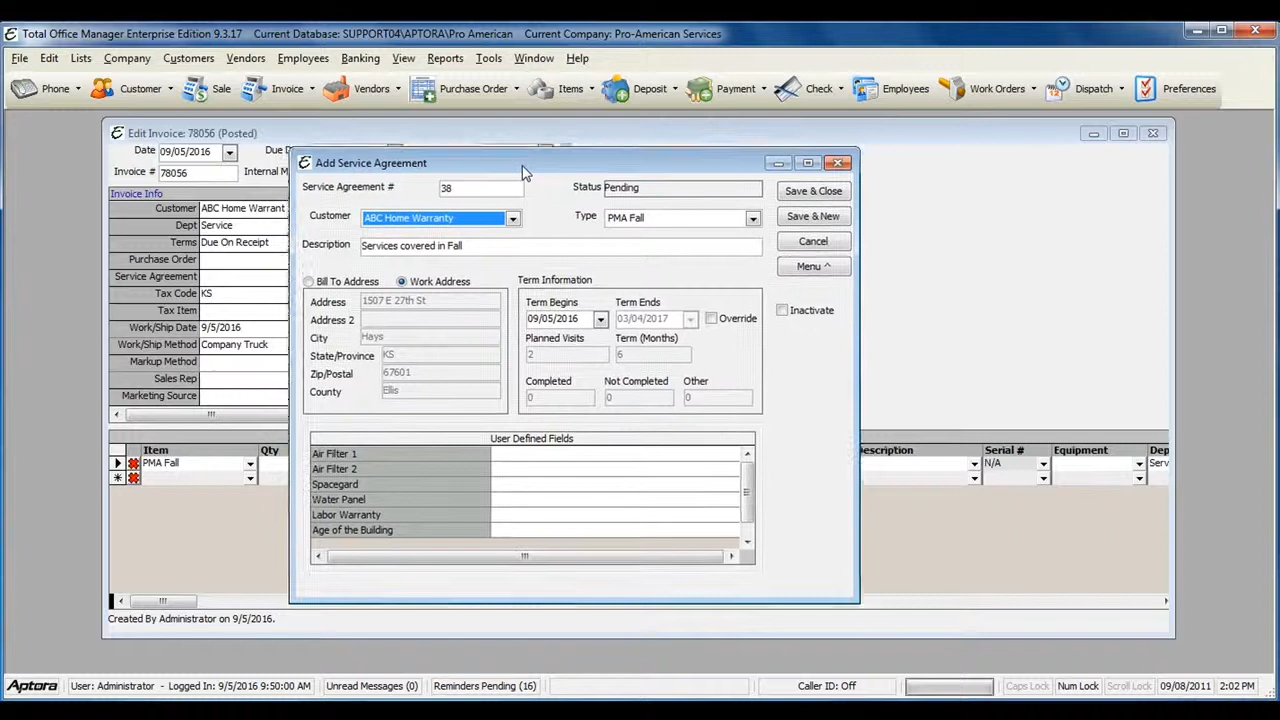 Total Office Manager Enterprise Edition 9.3.17 Current Database: SUPPORT04\APTORA\Pro American Current Company: Pro-American Services
File Edit Lists Company Customers Vendors Employees Banking View Reports Tools Window Help
Phone Customer Sale Invoice Vendors Purchase Order Items Deposit Payment Check Employees Work Orders Dispatch Preferences
Edit Invoice: 78056 (Posted)
Date 09/05/2016
Invoice # 78056 Internal M
Invoice Info
Customer ABC Home Warrant
Dept Service
Terms Due On Receipt
Purchase Order
Service Agreement
Tax Code KS
Tax Item
Work/Ship Date 9/5/2016
Work/Ship Method Company Truck
Markup Method
Sales Rep
Marketing Source
Add Service Agreement
Service Agreement # 38 Status Pending
Customer ABC Home Warranty Type PMA Fall
Description Services covered in Fall
Save & Close
Save & New
Cancel
Menu ^
Inactivate
Bill To Address Work Address
Address 1507 E 27th St
Address 2
City Hays
State/Province KS
Zip/Postal 67601
County Ellis
Term Information
Term Begins Term Ends
09/05/2016 03/04/2017 Override
Planned Visits Term (Months)
2 6
Completed Not Completed Other
0 0 0
User Defined Fields
Air Filter 1
Air Filter 2
Spacegard
Water Panel
Labor Warranty
Age of the Building
Item Qty escription Serial # Equipment Dep
PMA Fall N/A Serv
Created By Administrator on 9/5/2016.
Aptora User: Administrator - Logged In: 9/5/2016 9:50:00 AM Unread Messages (0) Reminders Pending (16) Caller ID: Off Caps Lock Num Lock Scroll Lock 09/08/2011 2:02 PM